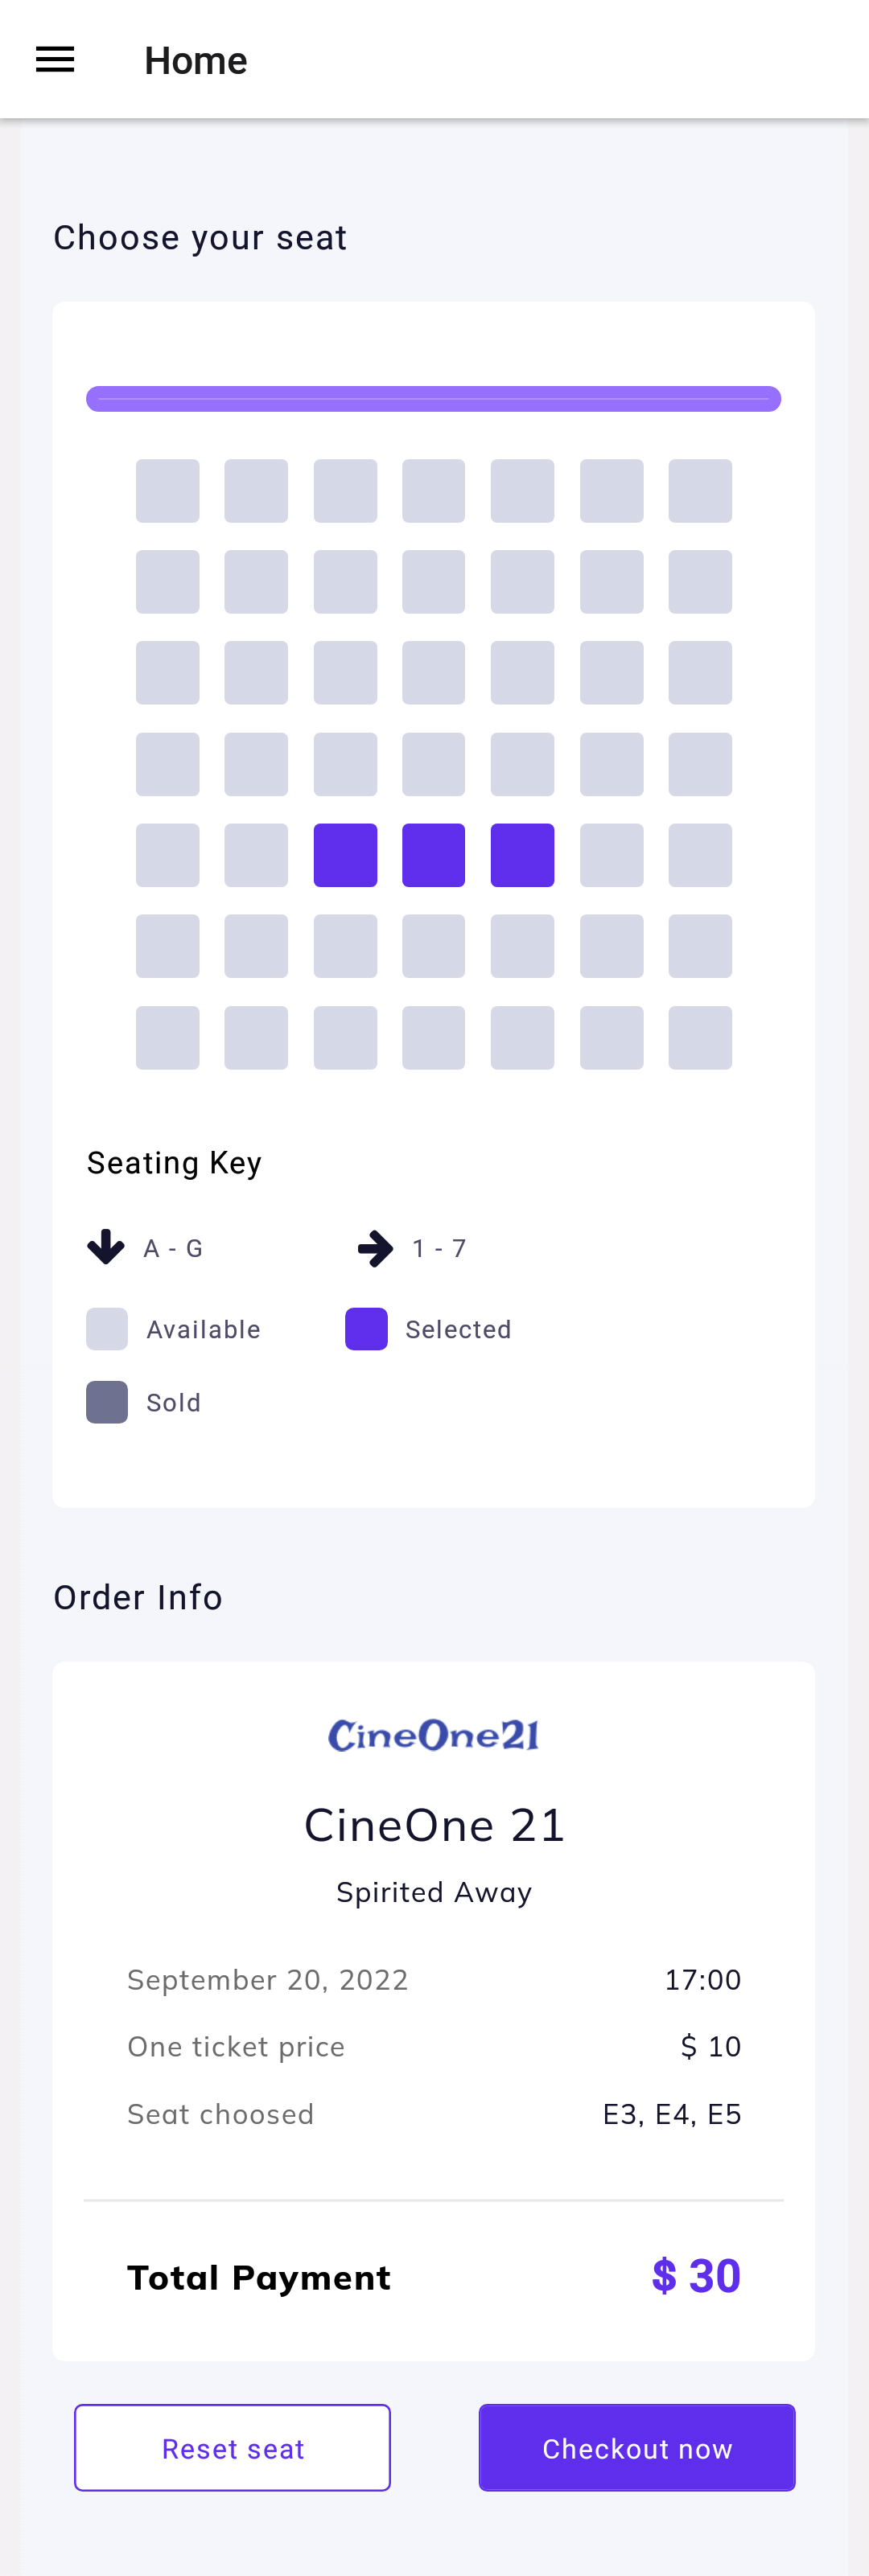 Home
Choose your seat
Seating Key
A - G 1 - 7
Available Selected
Sold
Order Info
CineOne21
CineOne 21
Spirited Away
September 20, 2022 17:00
One ticket price $ 10
Seat choosed E3, E4, E5
Total Payment $ 30
Reset seat Checkout now